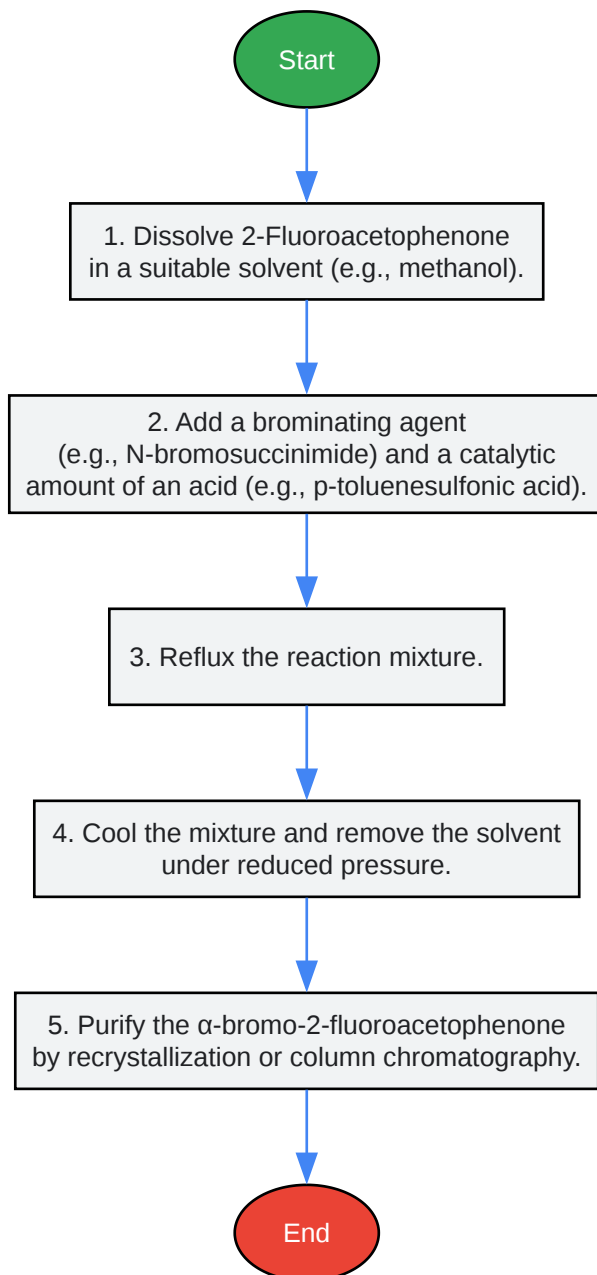 Start
1. Dissolve 2-Fluoroacetophenone
in a suitable solvent (e.g., methanol).
2. Add a brominating agent
(e.g., N-bromosuccinimide) and a catalytic
amount of an acid (e.g., p-toluenesulfonic acid).
3. Reflux the reaction mixture.
4. Cool the mixture and remove the solvent
under reduced pressure.
5. Purify the α-bromo-2-fluoroacetophenone
by recrystallization or column chromatography.
End